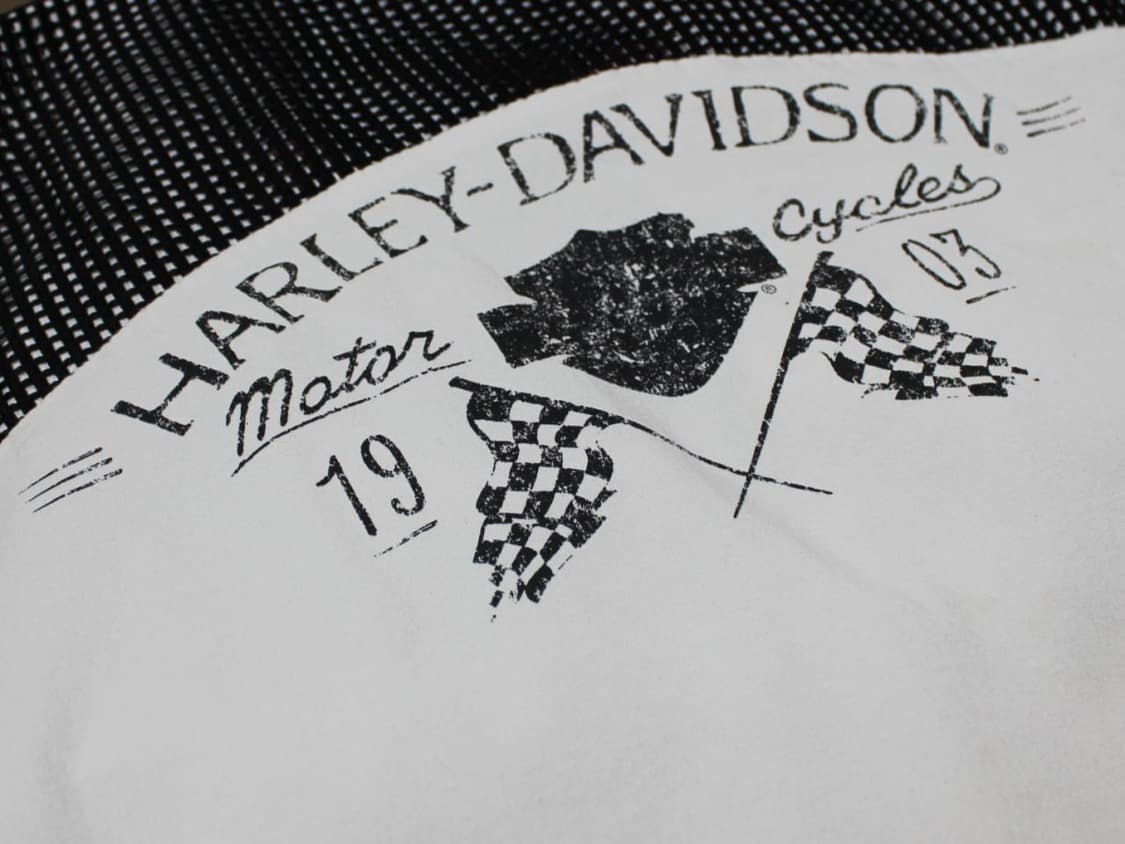 HARLEY-DAVIDSON®
Motor Cycles
®
19 03